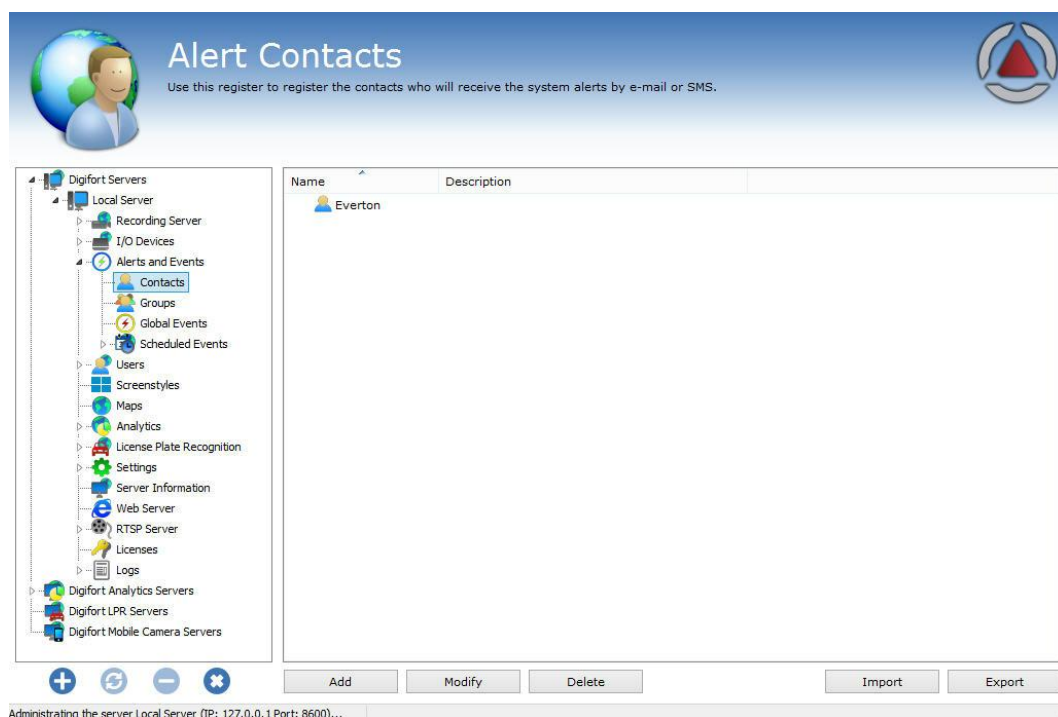 Alert Contacts
Use this register to register the contacts who will receive the system alerts by e-mail or SMS.
Digifort Servers
Local Server
Recording Server
I/O Devices
Alerts and Events
Contacts
Groups
Global Events
Scheduled Events
Users
Screenstyles
Maps
Analytics
License Plate Recognition
Settings
Server Information
Web Server
RTSP Server
Licenses
Logs
Digifort Analytics Servers
Digifort LPR Servers
Digifort Mobile Camera Servers
Name Description
Everton
Add Modify Delete Import Export
Administrating the server Local Server (IP: 127.0.0.1 Port: 8600)...